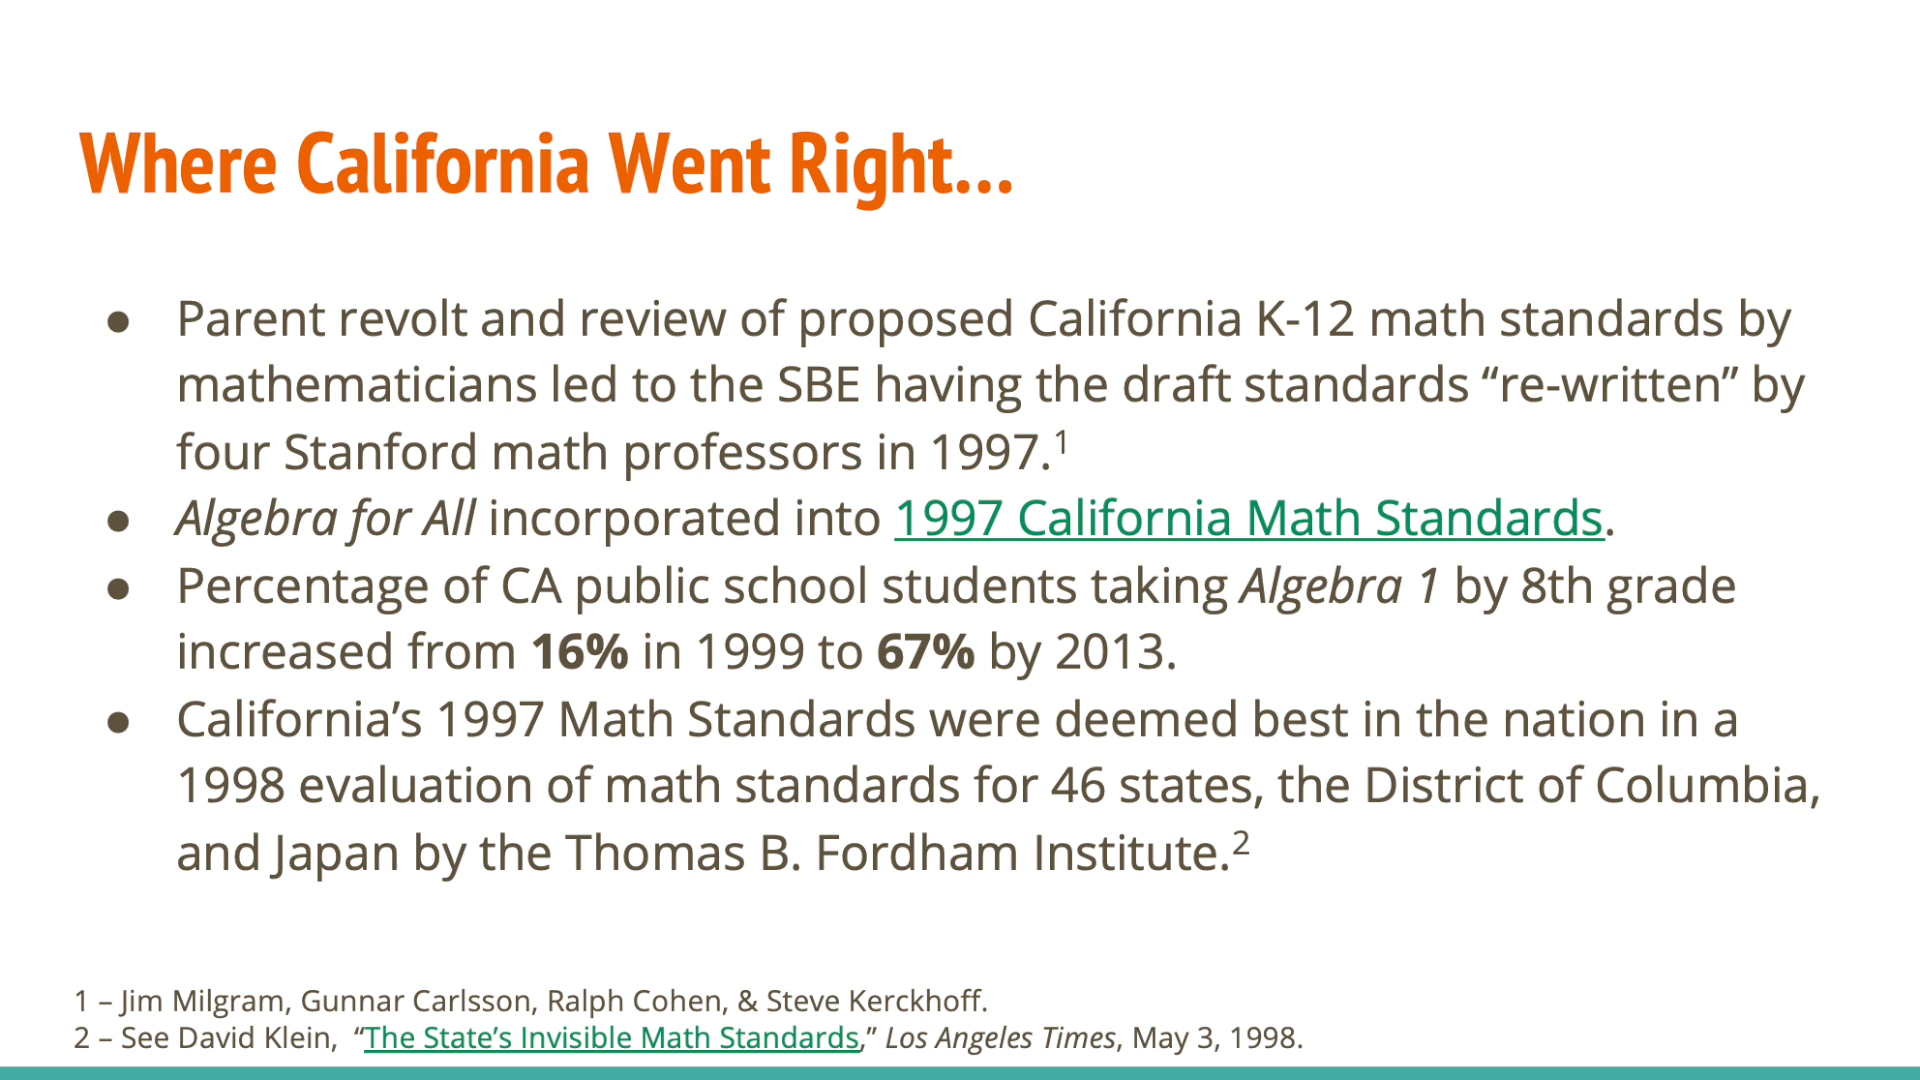 Where California Went Right...
● Parent revolt and review of proposed California K-12 math standards by
mathematicians led to the SBE having the draft standards “re-written” by
four Stanford math professors in 1997.¹
● Algebra for All incorporated into 1997 California Math Standards.
● Percentage of CA public school students taking Algebra 1 by 8th grade
increased from 16% in 1999 to 67% by 2013.
● California’s 1997 Math Standards were deemed best in the nation in a
1998 evaluation of math standards for 46 states, the District of Columbia,
and Japan by the Thomas B. Fordham Institute.²
1 – Jim Milgram, Gunnar Carlsson, Ralph Cohen, & Steve Kerckhoff.
2 – See David Klein, “The State’s Invisible Math Standards,” Los Angeles Times, May 3, 1998.